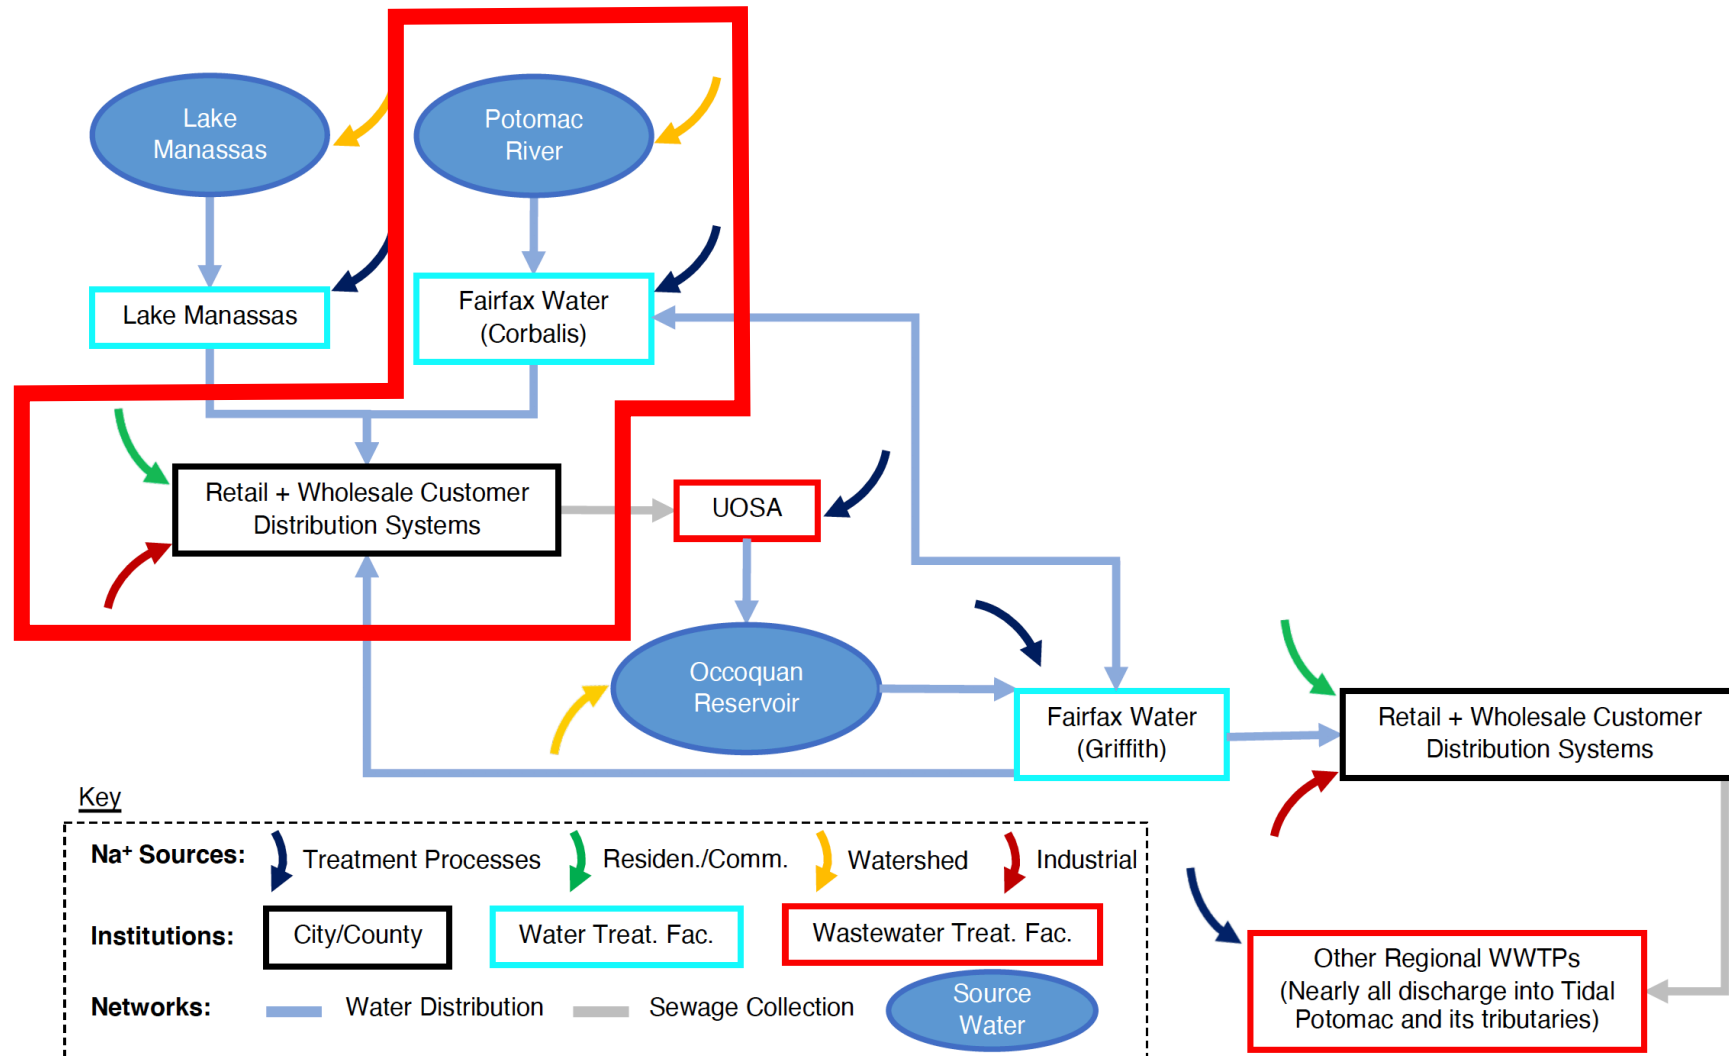 Lake
Manassas
Potomac
River
Lake Manassas
Fairfax Water
(Corbalis)
Retail + Wholesale Customer
Distribution Systems
UOSA
Occoquan
Reservoir
Fairfax Water
(Griffith)
Retail + Wholesale Customer
Distribution Systems
Key
Na⁺ Sources:
Treatment Processes
Residen./Comm.
Watershed
Industrial
Institutions:
City/County
Water Treat. Fac.
Wastewater Treat. Fac.
Networks:
Water Distribution
Sewage Collection
Source
Water
Other Regional WWTPs
(Nearly all discharge into Tidal
Potomac and its tributaries)